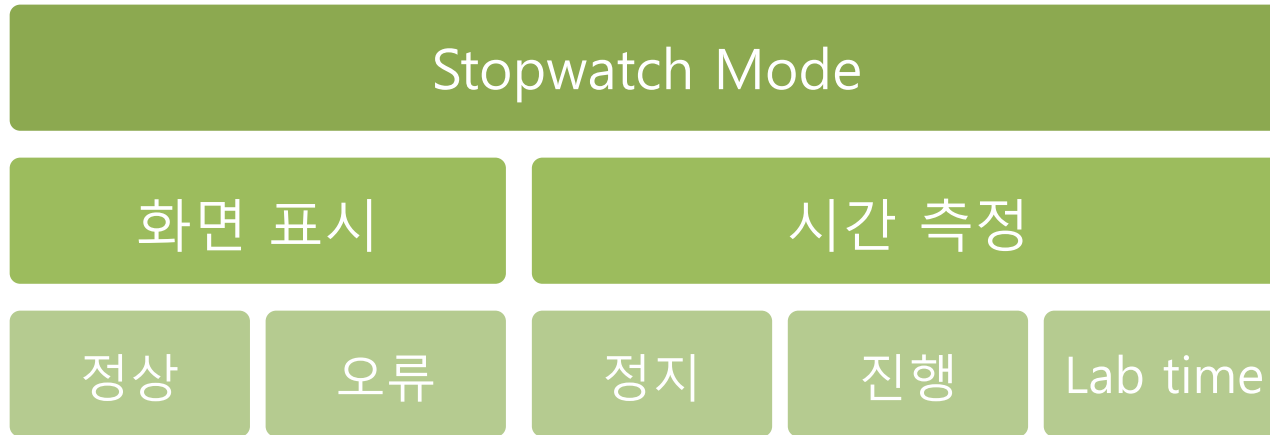 Stopwatch Mode
화면 표시
시간 측정
정상
오류
정지
진행
Lab time